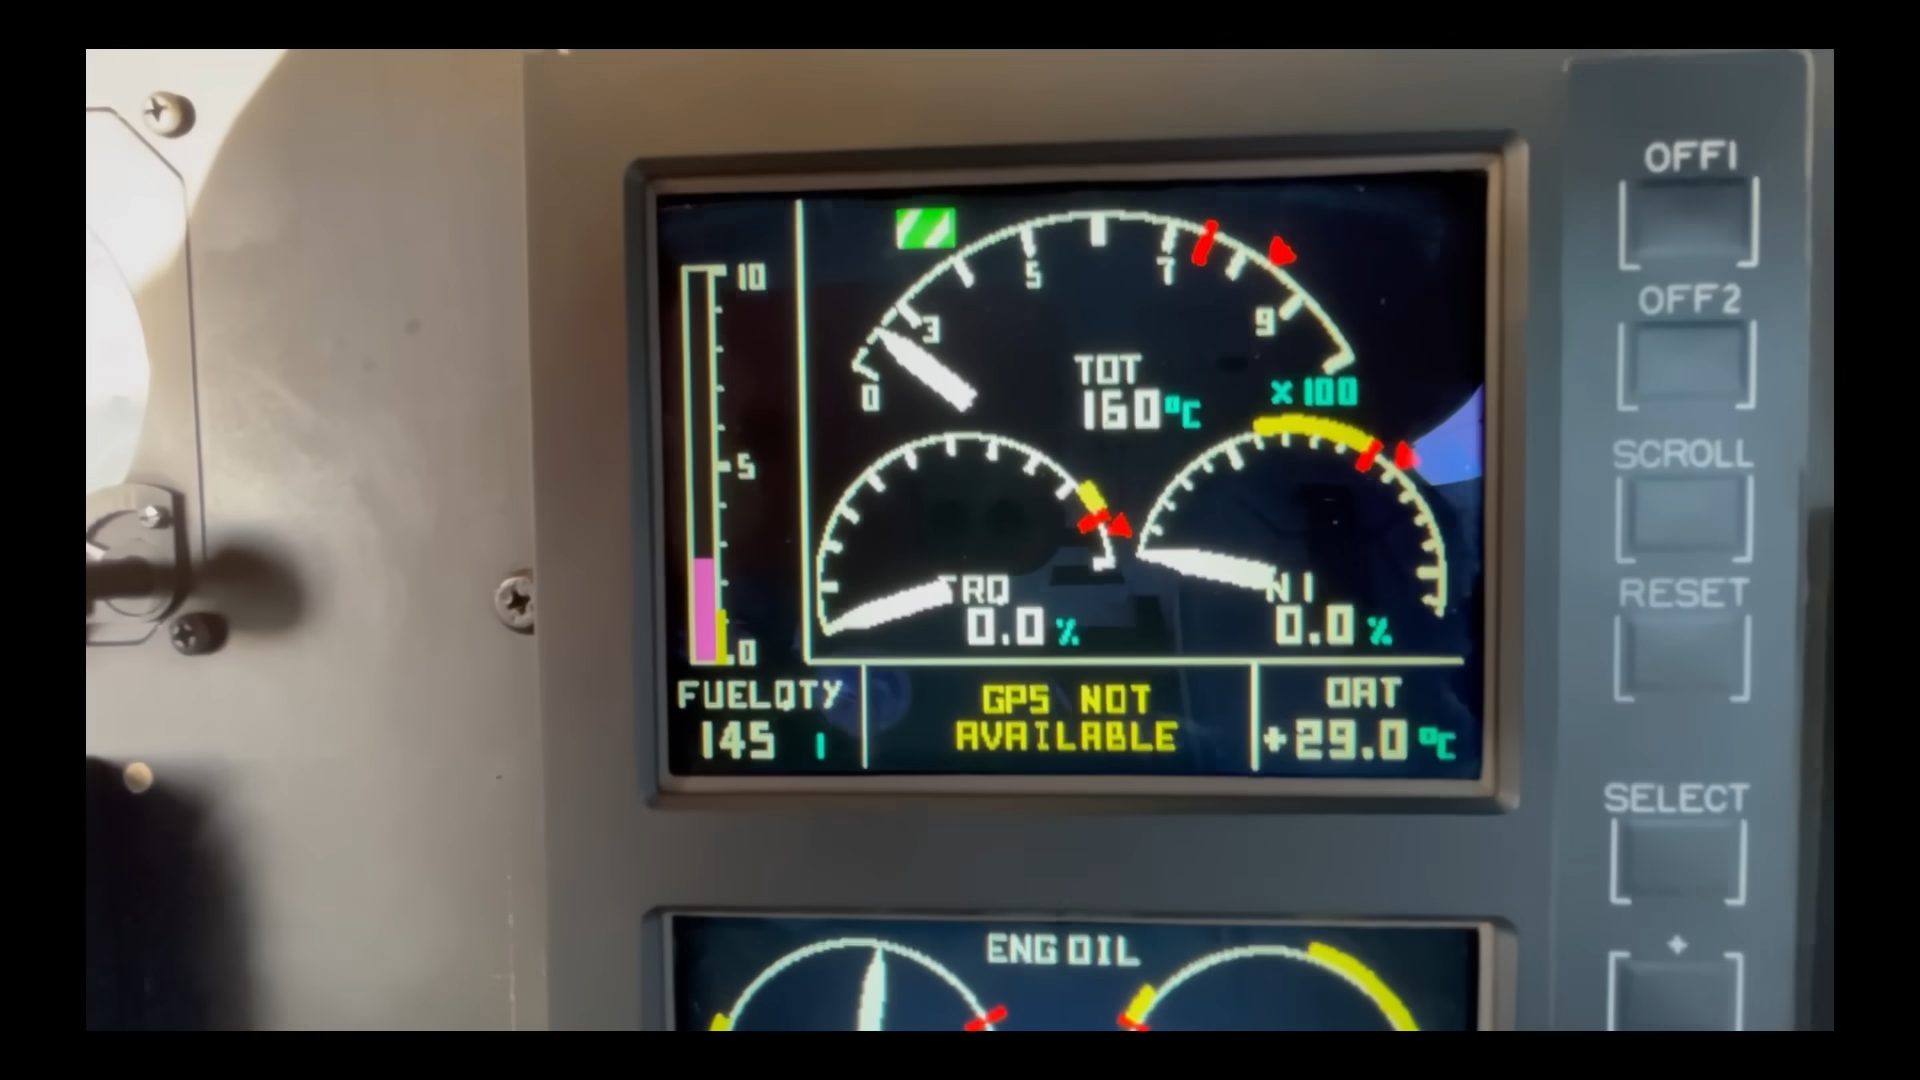 OFF1
OFF2
SCROLL
RESET
SELECT
+
10
5
0
0
3
5
7
9
TOT
160°C
x 100
TRQ
0.0 %
N1
0.0 %
FUELQTY
145 l
GPS NOT
AVAILABLE
OAT
+29.0 °C
ENG OIL